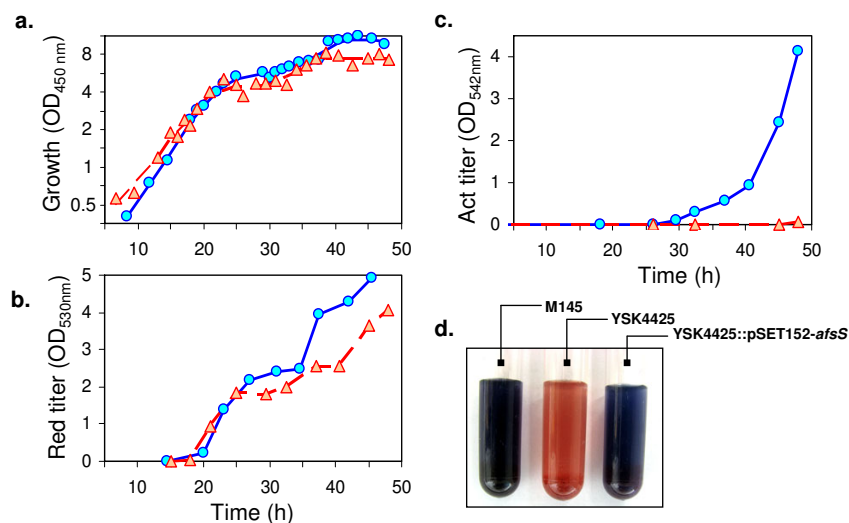 a.
Growth (OD450 nm)
8
4
2
1
0.5
10 20 30 40 50
b.
Red titer (OD530nm)
5
4
3
2
1
0
0 10 20 30 40 50
Time (h)
c.
Act titer (OD542nm)
4
3
2
1
0
10 20 30 40 50
Time (h)
d.
M145
YSK4425
YSK4425::pSET152-afsS